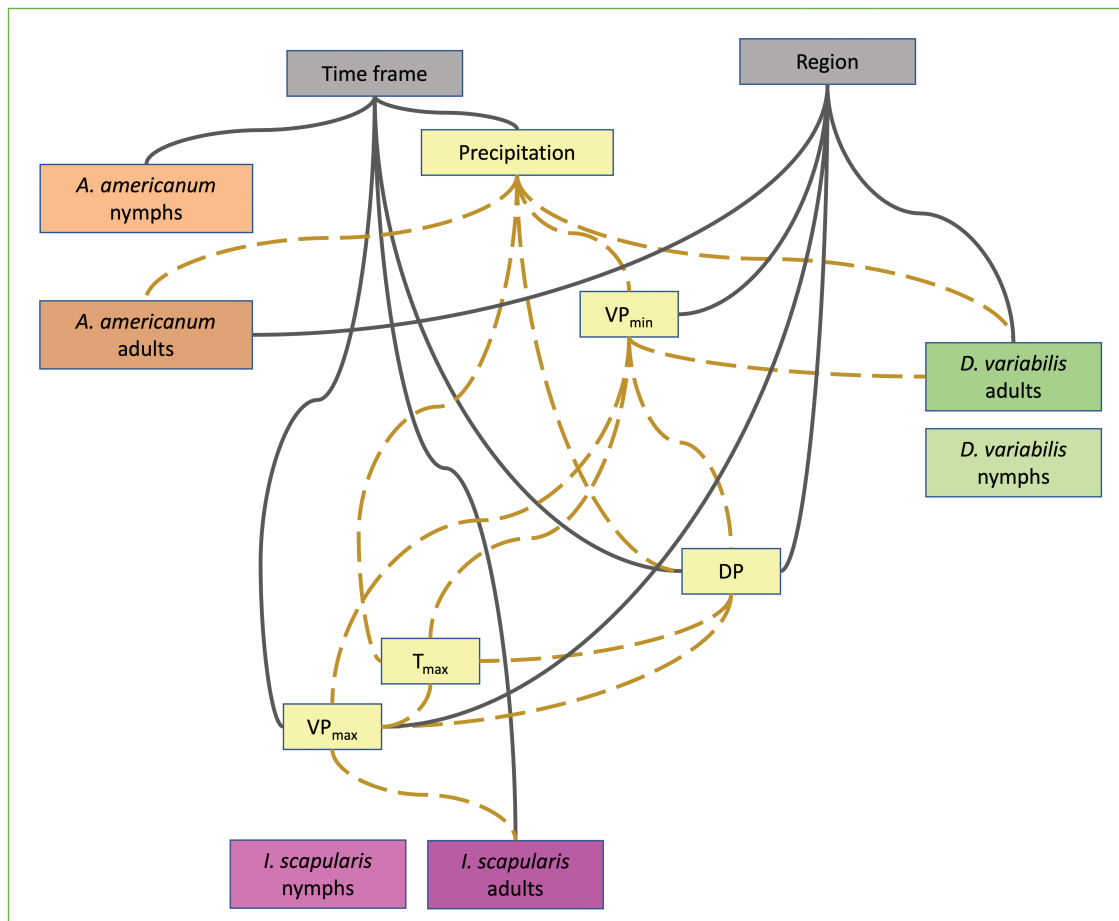 Time frame
Region
Precipitation
A. americanum
nymphs
VPmin
A. americanum
adults
D. variabilis
adults
D. variabilis
nymphs
DP
Tmax
VPmax
I. scapularis
nymphs
I. scapularis
adults